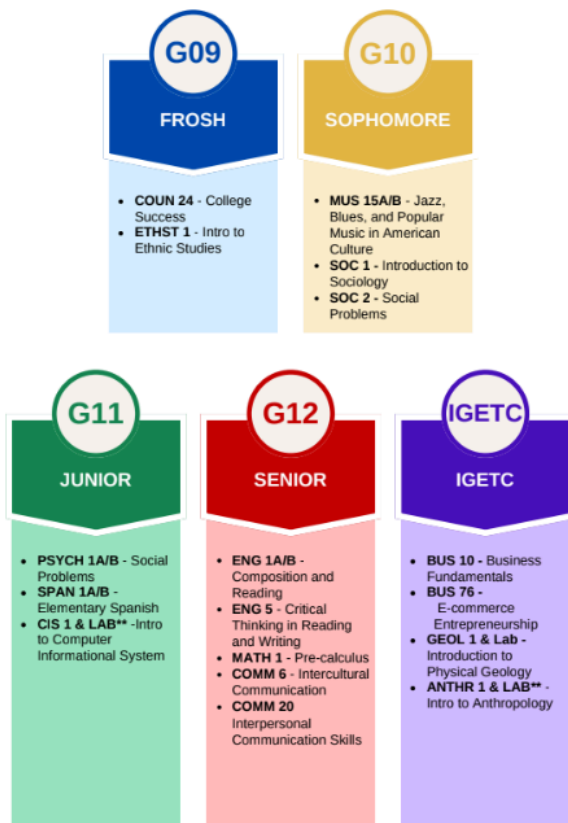 G09
FROSH
• COUN 24 - College
Success
• ETHST 1 - Intro to
Ethnic Studies
G10
SOPHOMORE
• MUS 15A/B - Jazz,
Blues, and Popular
Music in American
Culture
• SOC 1 - Introduction to
Sociology
• SOC 2 - Social
Problems
G11
JUNIOR
• PSYCH 1A/B - Social
Problems
• SPAN 1A/B -
Elementary Spanish
• CIS 1 & LAB** -Intro
to Computer
Informational System
G12
SENIOR
• ENG 1A/B -
Composition and
Reading
• ENG 5 - Critical
Thinking in Reading
and Writing
• MATH 1 - Pre-calculus
• COMM 6 - Intercultural
Communication
• COMM 20
Interpersonal
Communication Skills
IGETC
IGETC
• BUS 10 - Business
Fundamentals
• BUS 76 -
E-commerce
Entrepreneurship
• GEOL 1 & Lab -
Introduction to
Physical Geology
• ANTHR 1 & LAB** -
Intro to Anthropology